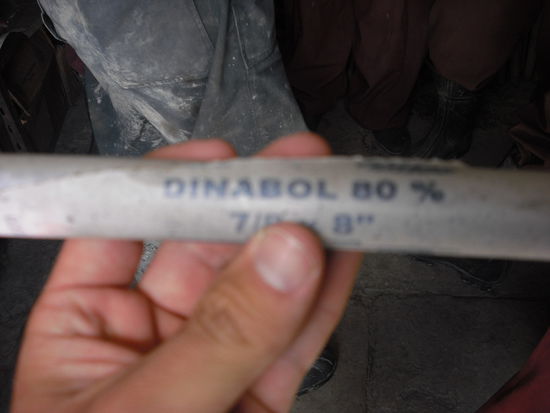 DINABOL 80 %
7/8 x 8"